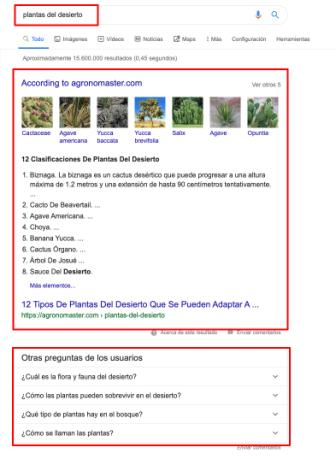 plantas del desierto
Todo Imágenes Vídeos Noticias Maps Más Configuración Herramientas
Aproximadamente 15.600.000 resultados (0,45 segundos)
According to agronomaster.com
Ver otros 5
Cactaceae Agave americana Yucca baccata Yucca brevifolia Salix Agave Opuntia
12 Clasificaciones De Plantas Del Desierto
1. Biznaga. La biznaga es un cactus desértico que puede progresar a una altura
máxima de 1.2 metros y una extensión de hasta 90 centímetros tentativamente.
...
2. Cacto De Beavertail. ...
3. Agave Americana. ...
4. Choya. ...
5. Banana Yucca. ...
6. Cactus Órgano. ...
7. Árbol De Josué ...
8. Sauce Del Desierto.
Más elementos...
12 Tipos De Plantas Del Desierto Que Se Pueden Adaptar A ...
https://agronomaster.com › plantas-del-desierto
Acerca de este resultado Enviar comentarios
Otras preguntas de los usuarios
¿Cuál es la flora y fauna del desierto?
¿Cómo las plantas pueden sobrevivir en el desierto?
¿Qué tipo de plantas hay en el bosque?
¿Cómo se llaman las plantas?
Enviar comentarios